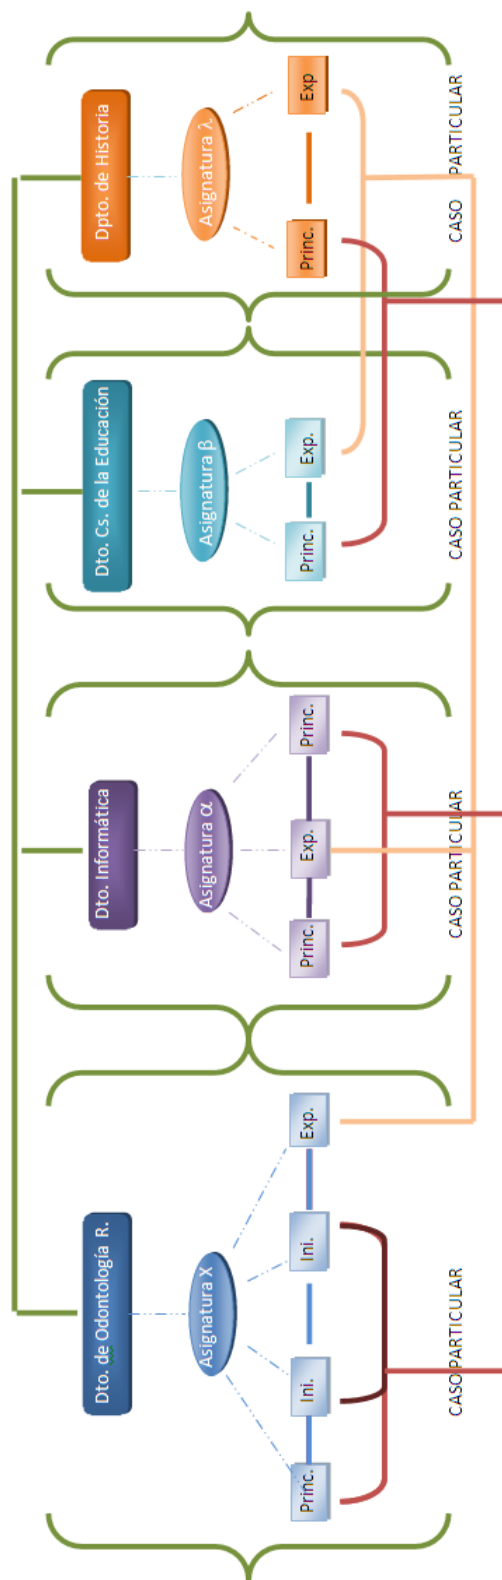 Dto. de Odontología R.
Asignatura X
Princ.
Ini.
Ini.
Exp.
CASO PARTICULAR
Dto. Informática
Asignatura α
Princ.
Exp.
Princ.
CASO PARTICULAR
Dto. Cs. de la Educación
Asignatura β
Princ.
Exp.
CASO PARTICULAR
Dpto. de Historia
Asignatura λ
Princ.
Exp
CASO PARTICULAR